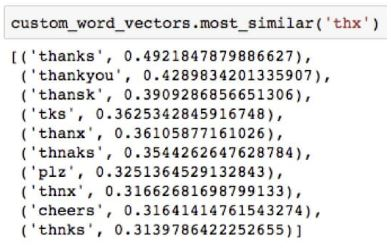 custom_word_vectors.most_similar('thx')
[('thanks', 0.4921847879886627),
('thankyou', 0.4289834201335907),
('thansk', 0.3909286856651306),
('tks', 0.3625342845916748),
('thanx', 0.36105877161026),
('thnaks', 0.3544262647628784),
('plz', 0.3251364529132843),
('thnx', 0.31662681698799133),
('cheers', 0.31641414761543274),
('thnks', 0.3139786422252655)]